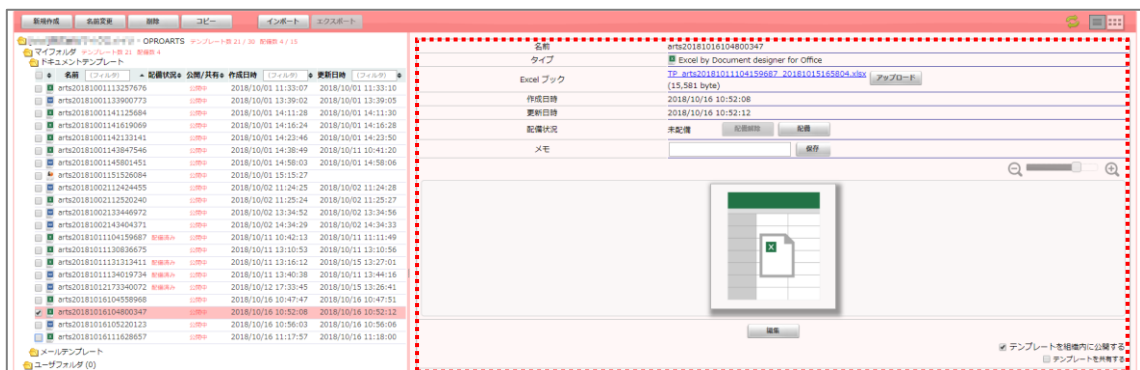 新規作成 名前変更 削除 コピー インポート エクスポート
OPROARTS テンプレート数 21 / 30 配備数 4 / 15
マイフォルダ テンプレート数 21 配備数 4
ドキュメントテンプレート
名前 (フィルタ) 配備状況 公開/共有 作成日時 (フィルタ) 更新日時 (フィルタ)
arts20181001113257676 公開中 2018/10/01 11:33:07 2018/10/01 11:33:10
arts20181001133900773 公開中 2018/10/01 13:39:02 2018/10/01 13:39:05
arts20181001141125684 公開中 2018/10/01 14:11:28 2018/10/01 14:11:30
arts20181001141619069 公開中 2018/10/01 14:16:24 2018/10/01 14:16:28
arts20181001142133141 公開中 2018/10/01 14:23:46 2018/10/01 14:23:50
arts20181001143847546 公開中 2018/10/01 14:38:49 2018/10/11 10:41:20
arts20181001145801451 公開中 2018/10/01 14:58:03 2018/10/01 14:58:06
arts20181001151526084 公開中 2018/10/01 15:15:27
arts20181002112424455 公開中 2018/10/02 11:24:25 2018/10/02 11:24:28
arts20181002112520240 公開中 2018/10/02 11:25:24 2018/10/02 11:25:27
arts20181002133446972 公開中 2018/10/02 13:34:52 2018/10/02 13:34:56
arts20181002143404371 公開中 2018/10/02 14:34:29 2018/10/02 14:34:33
arts20181011104159687 配備済み 公開中 2018/10/11 10:42:13 2018/10/11 11:11:49
arts20181011130836675 公開中 2018/10/11 13:10:53 2018/10/11 13:10:56
arts20181011131313411 配備済み 公開中 2018/10/11 13:16:12 2018/10/15 13:27:01
arts20181011134019734 配備済み 公開中 2018/10/11 13:40:38 2018/10/11 13:44:16
arts20181012173340072 配備済み 公開中 2018/10/12 17:33:45 2018/10/15 13:26:41
arts20181016104558968 公開中 2018/10/16 10:47:47 2018/10/16 10:47:51
arts20181016104800347 公開中 2018/10/16 10:52:08 2018/10/16 10:52:12
arts20181016105220123 公開中 2018/10/16 10:56:03 2018/10/16 10:56:06
arts20181016111628657 公開中 2018/10/16 11:17:57 2018/10/16 11:18:00
メールテンプレート
ユーザフォルダ (0)
名前 arts20181016104800347
タイプ Excel by Document designer for Office
Excel ブック TP_arts20181011104159687_20181015165804.xlsx アップロード
(15,581 byte)
作成日時 2018/10/16 10:52:08
更新日時 2018/10/16 10:52:12
配備状況 未配備 配備解除 配備
メモ 保存
編集
テンプレートを組織内に公開する
テンプレートを共有する